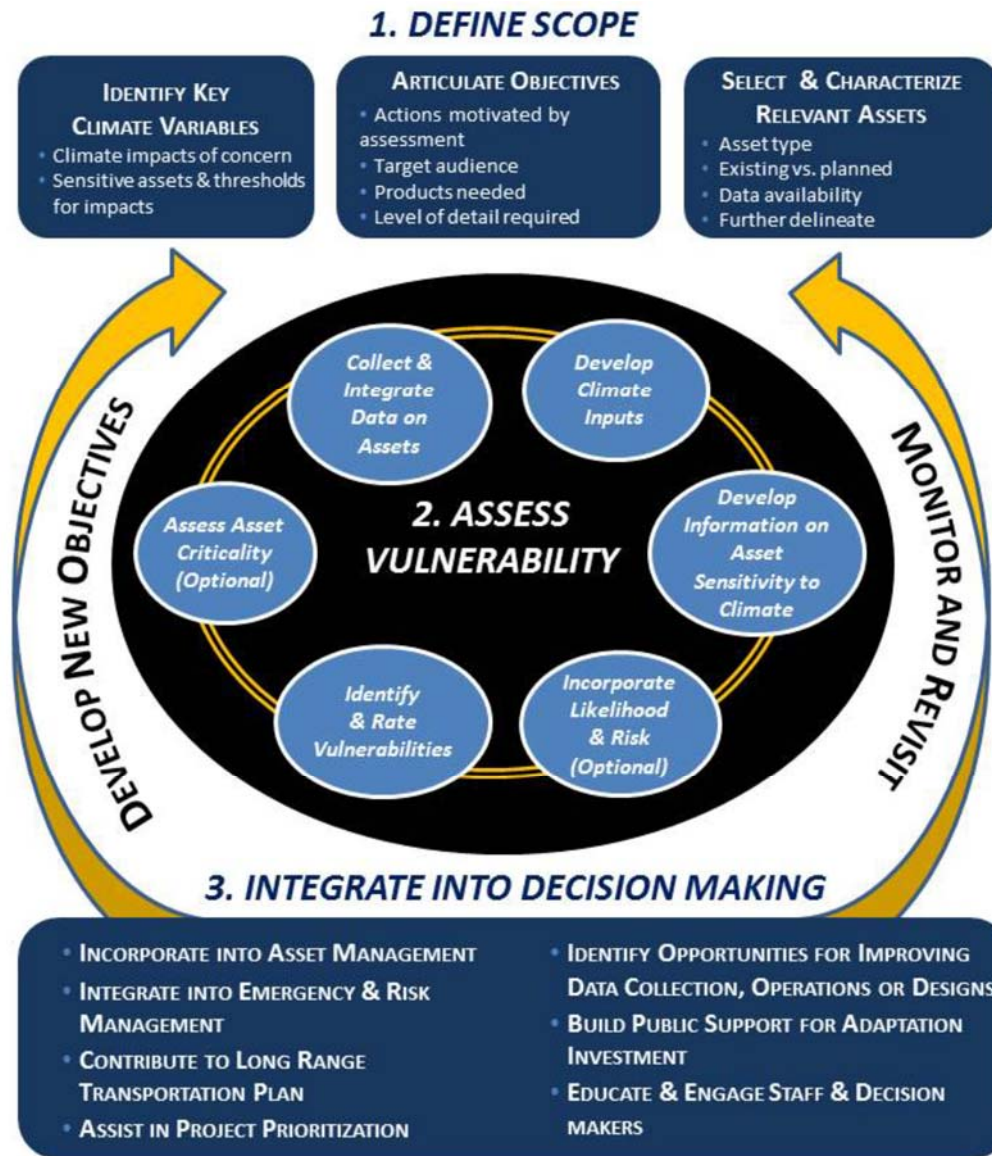 1. DEFINE SCOPE
IDENTIFY KEY
CLIMATE VARIABLES
• Climate impacts of concern
• Sensitive assets & thresholds
for impacts
ARTICULATE OBJECTIVES
• Actions motivated by
assessment
• Target audience
• Products needed
• Level of detail required
SELECT & CHARACTERIZE
RELEVANT ASSETS
• Asset type
• Existing vs. planned
• Data availability
• Further delineate
DEVELOP NEW OBJECTIVES
MONITOR AND REVISIT
2. ASSESS
VULNERABILITY
Collect &
Integrate
Data on
Assets
Develop
Climate
Inputs
Develop
Information on
Asset
Sensitivity to
Climate
Incorporate
Likelihood
& Risk
(Optional)
Identify
& Rate
Vulnerabilities
Assess Asset
Criticality
(Optional)
3. INTEGRATE INTO DECISION MAKING
• INCORPORATE INTO ASSET MANAGEMENT
• INTEGRATE INTO EMERGENCY & RISK
MANAGEMENT
• CONTRIBUTE TO LONG RANGE
TRANSPORTATION PLAN
• ASSIST IN PROJECT PRIORITIZATION
• IDENTIFY OPPORTUNITIES FOR IMPROVING
DATA COLLECTION, OPERATIONS OR DESIGNS
• BUILD PUBLIC SUPPORT FOR ADAPTATION
INVESTMENT
• EDUCATE & ENGAGE STAFF & DECISION
MAKERS